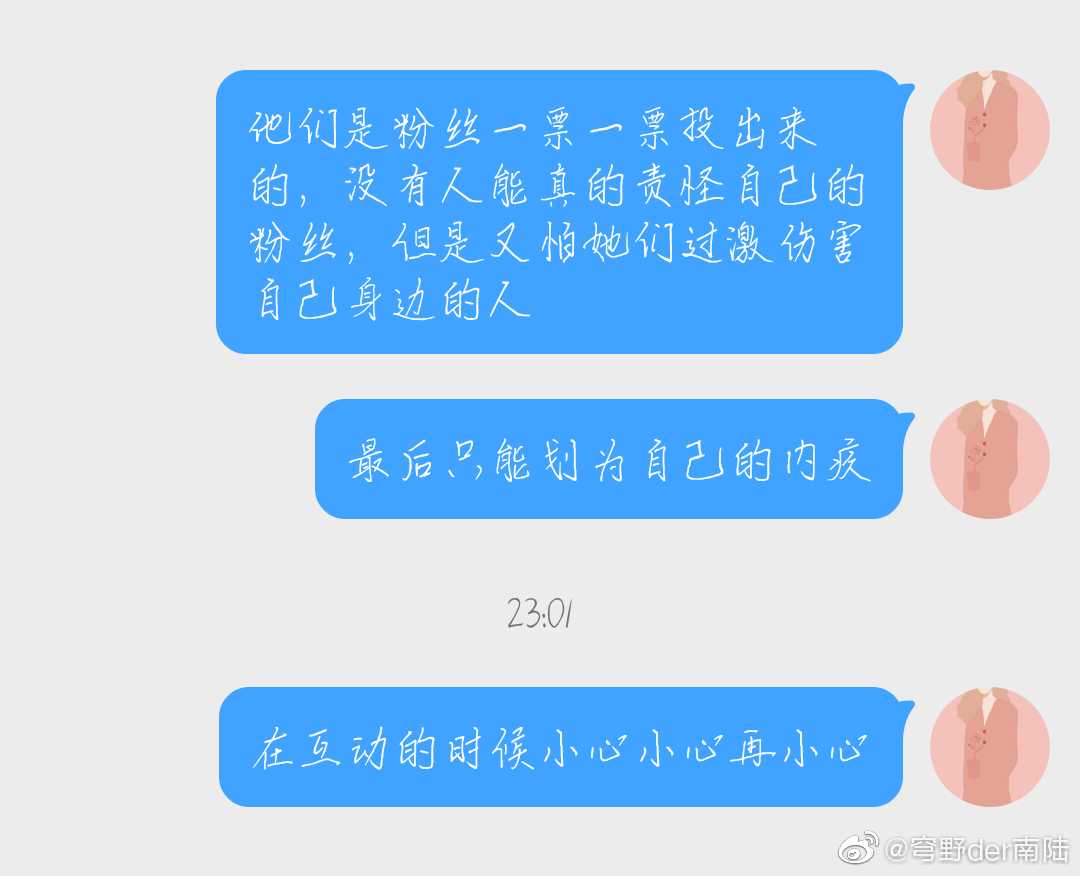 他们是粉丝一票一票投出来
的，没有人能真的责怪自己的
粉丝，但是又怕她们过激伤害
自己身边的人
最后只能划为自己的内疚
23:01
在互动的时候小心小心再小心
@穹野der南陆